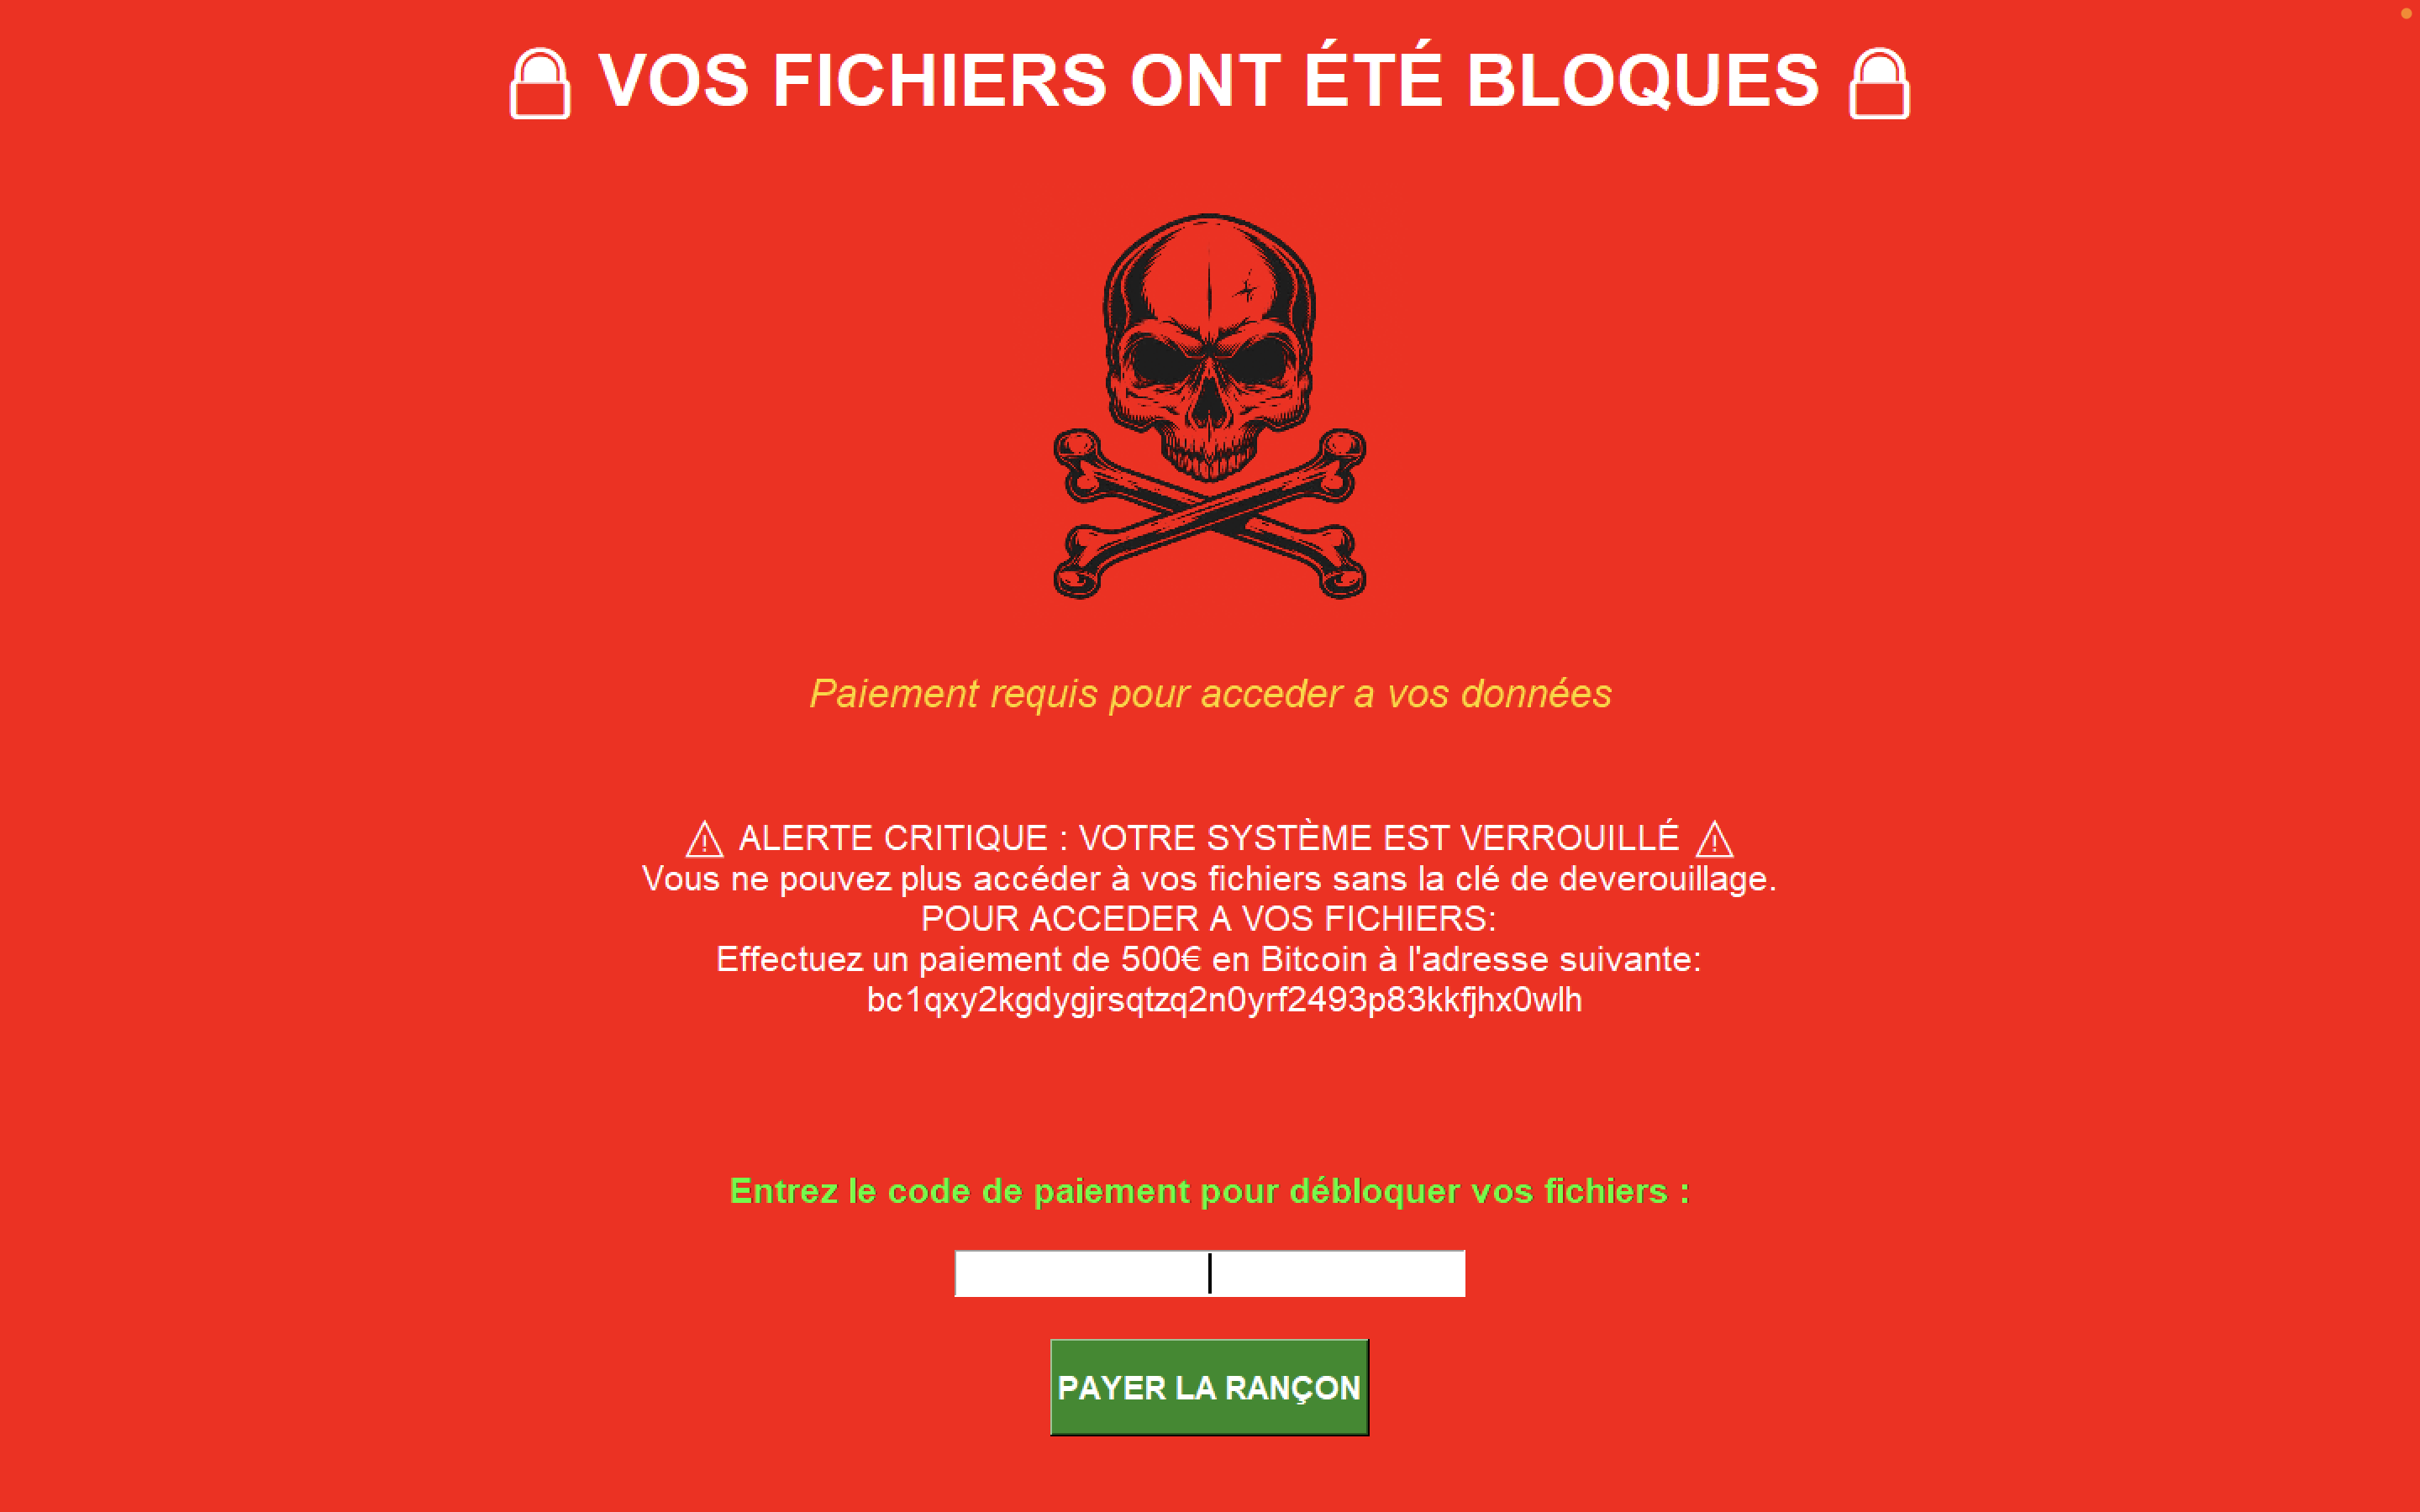 🔒 VOS FICHIERS ONT ÉTÉ BLOQUES 🔒
Paiement requis pour acceder a vos données
⚠ ALERTE CRITIQUE : VOTRE SYSTÈME EST VERROUILLÉ ⚠
Vous ne pouvez plus accéder à vos fichiers sans la clé de deverouillage.
POUR ACCEDER A VOS FICHIERS:
Effectuez un paiement de 500€ en Bitcoin à l'adresse suivante:
bc1qxy2kgdygjrsqtzq2n0yrf2493p83kkfjhx0wlh
Entrez le code de paiement pour débloquer vos fichiers :
PAYER LA RANÇON